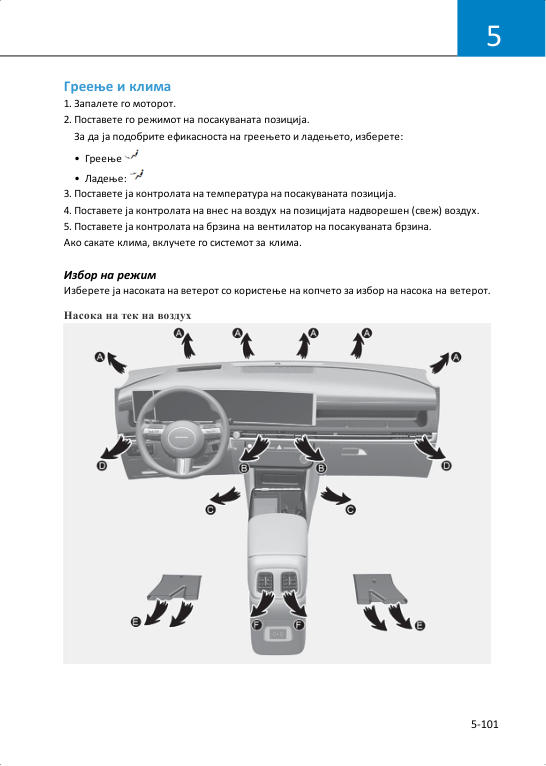 5
Греење и клима
1. Запалете го моторот.
2. Поставете го режимот на посакуваната позиција.
За да ја подобрите ефикасноста на греењето и ладењето, изберете:
• Греење
• Ладење:
3. Поставете ја контролата на температура на посакуваната позиција.
4. Поставете ја контролата на внес на воздух на позицијата надворешен (свеж) воздух.
5. Поставете ја контролата на брзина на вентилатор на посакуваната брзина.
Ако сакате клима, вклучете го системот за клима.
Избор на режим
Изберете ја насоката на ветерот со користење на копчето за избор на насока на ветерот.
Насока на тек на воздух
A A A A
A A
D B B D
C C
E F F E
5-101